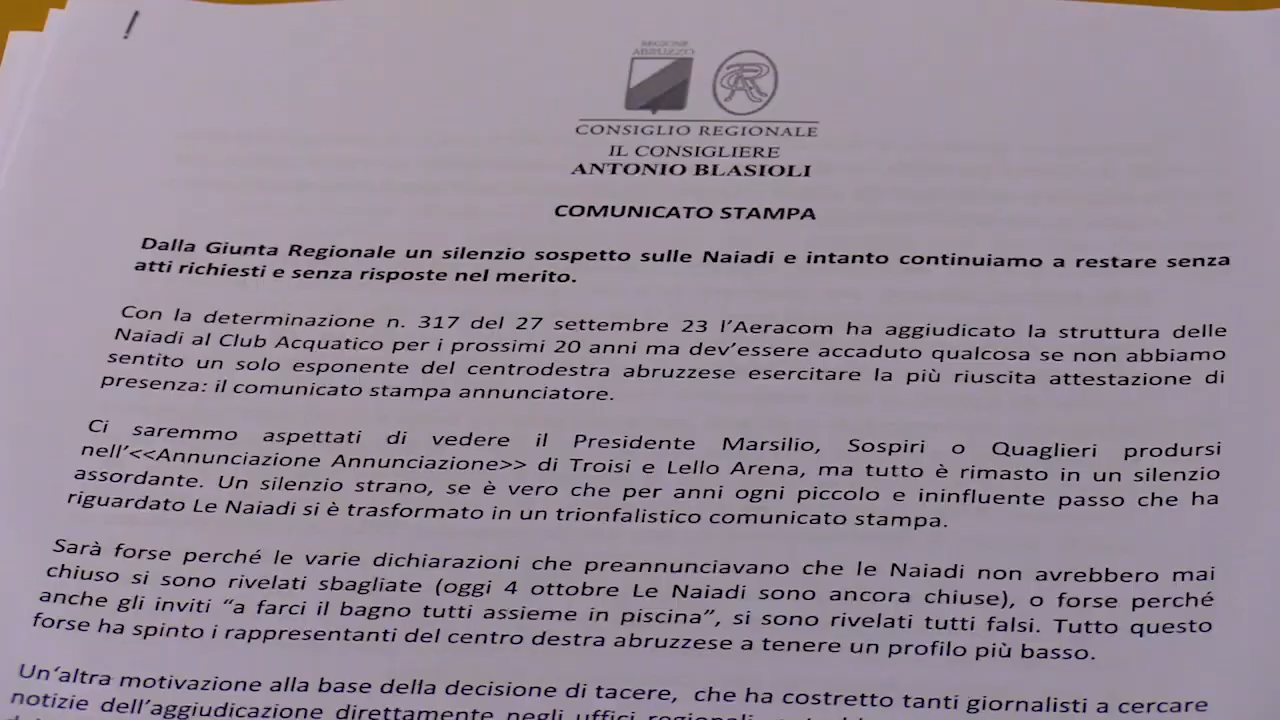 REGIONE
ABRUZZO
CONSIGLIO REGIONALE
IL CONSIGLIERE
ANTONIO BLASIOLI
COMUNICATO STAMPA
Dalla Giunta Regionale un silenzio sospetto sulle Naiadi e intanto continuiamo a restare senza
atti richiesti e senza risposte nel merito.
Con la determinazione n. 317 del 27 settembre 23 l'Aeracom ha aggiudicato la struttura delle
Naiadi al Club Acquatico per i prossimi 20 anni ma dev'essere accaduto qualcosa se non abbiamo
sentito un solo esponente del centrodestra abruzzese esercitare la più riuscita attestazione di
presenza: il comunicato stampa annunciatore.
Ci saremmo aspettati di vedere il Presidente Marsilio, Sospiri o Quaglieri prodursi
nell'<<Annunciazione Annunciazione>> di Troisi e Lello Arena, ma tutto è rimasto in un silenzio
assordante. Un silenzio strano, se è vero che per anni ogni piccolo e ininfluente passo che ha
riguardato Le Naiadi si è trasformato in un trionfalistico comunicato stampa.
Sarà forse perché le varie dichiarazioni che preannunciavano che le Naiadi non avrebbero mai
chiuso si sono rivelati sbagliate (oggi 4 ottobre Le Naiadi sono ancora chiuse), o forse perché
anche gli inviti "a farci il bagno tutti assieme in piscina", si sono rivelati tutti falsi. Tutto questo
forse ha spinto i rappresentanti del centro destra abruzzese a tenere un profilo più basso.
Un'altra motivazione alla base della decisione di tacere, che ha costretto tanti giornalisti a cercare
notizie dell'aggiudicazione direttamente negli uffici